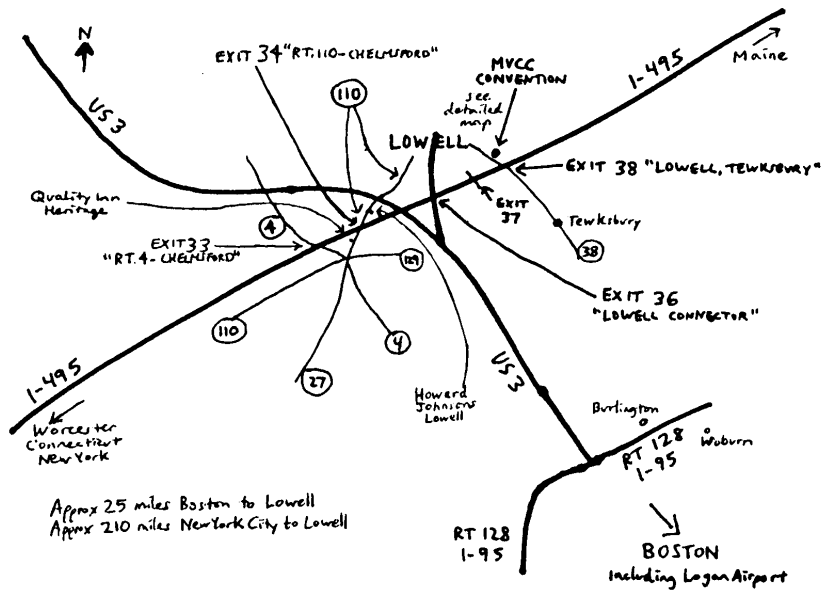 N
EXIT 34 "RT. 110 - CHELMSFORD"
US 3
110
MVCC
CONVENTION
see
detailed
map
I-495
Maine
LOWELL
EXIT 38 "LOWELL, TEWKSBURY"
EXIT
37
Quality Inn
Heritage
4
Tewksbury
38
EXIT 33
"RT. 4 - CHELMSFORD"
129
EXIT 36
"LOWELL CONNECTOR"
110
4
27
US 3
I-495
Howard
Johnsons
Lowell
Worcester
Connecticut
New York
Burlington
Woburn
RT 128
I-95
Approx 25 miles Boston to Lowell
Approx 210 miles New York City to Lowell
RT 128
I-95
BOSTON
Including Logan Airport